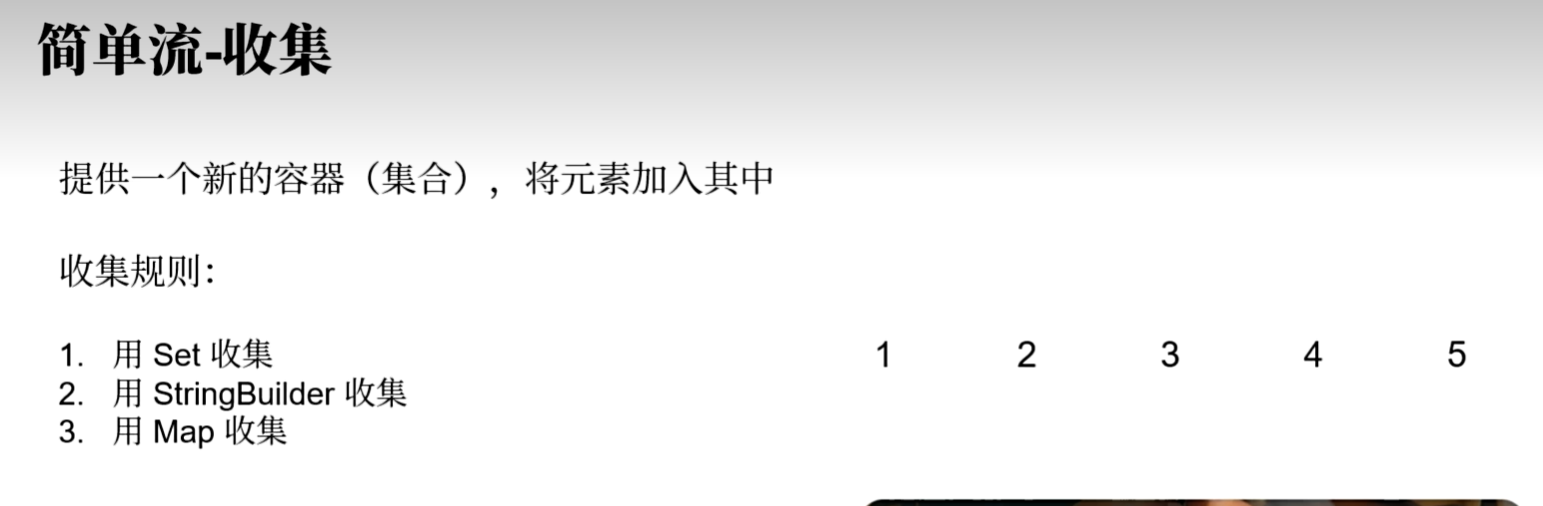 简单流-收集
提供一个新的容器（集合），将元素加入其中
收集规则：
1. 用 Set 收集
2. 用 StringBuilder 收集
3. 用 Map 收集
1 2 3 4 5